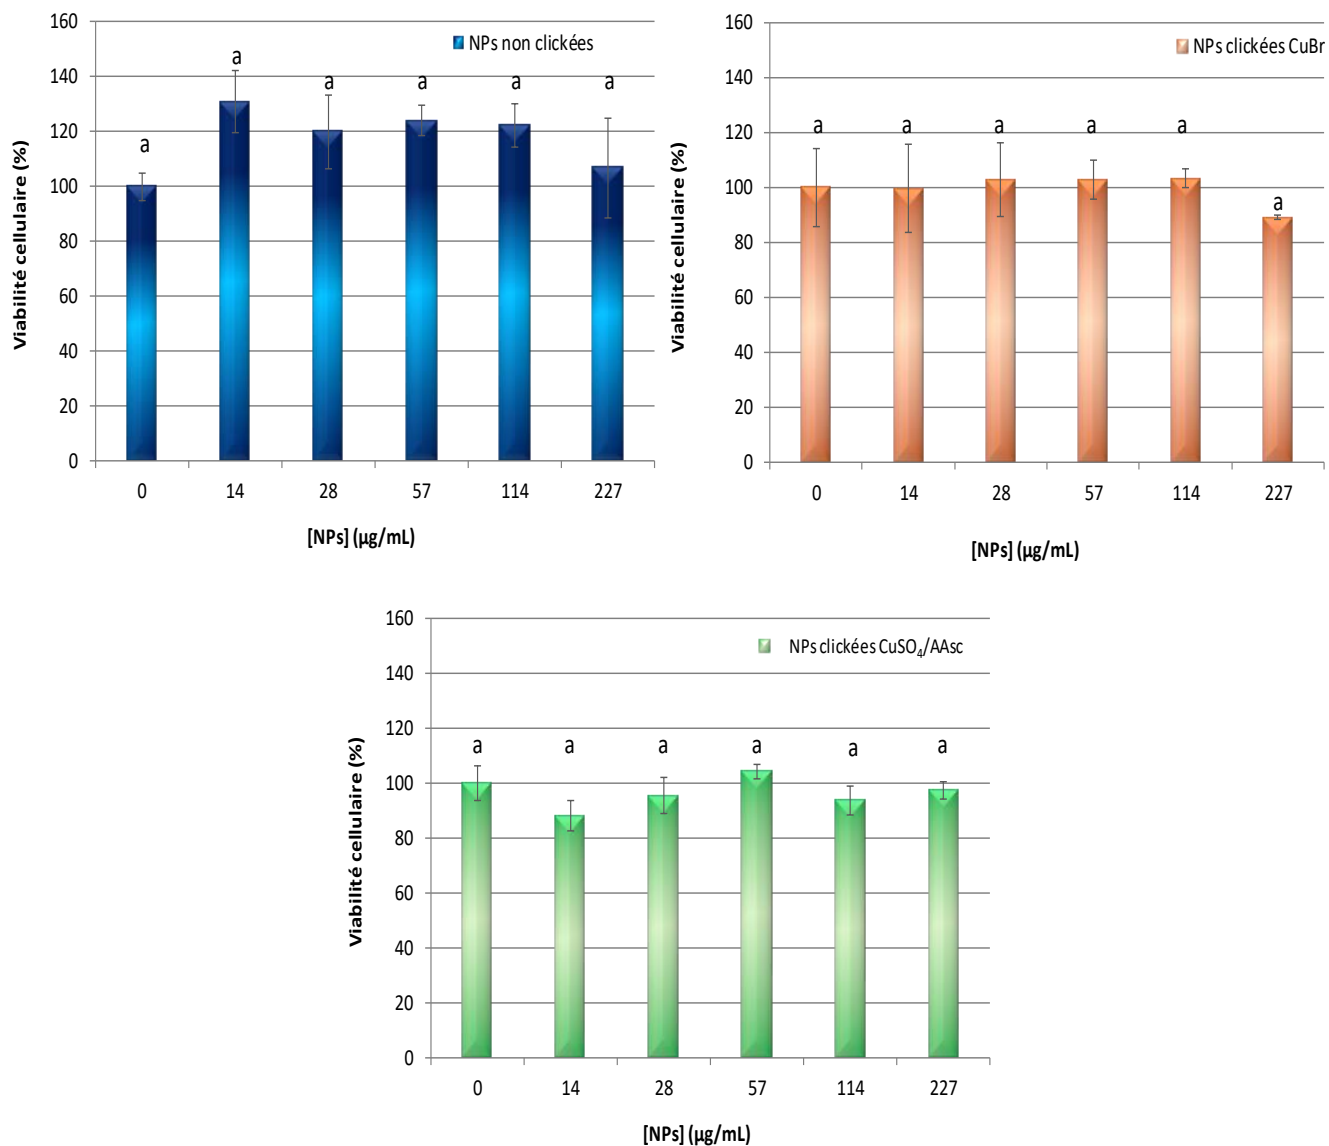 160
140
120
100
80
60
40
20
0
Viabilité cellulaire (%)
NPs non clickées
a a a a a a
0 14 28 57 114 227
[NPs] (µg/mL)
160
140
120
100
80
60
40
20
0
Viabilité cellulaire (%)
NPs clickées CuBr
a a a a a a
0 14 28 57 114 227
[NPs] (µg/mL)
160
140
120
100
80
60
40
20
0
Viabilité cellulaire (%)
NPs clickées CuSO₄/AAsc
a a a a a a
0 14 28 57 114 227
[NPs] (µg/mL)